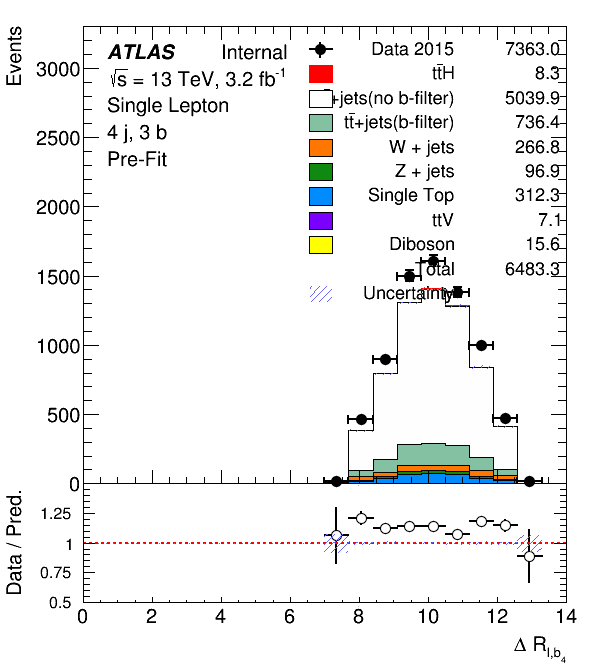 Events
ATLAS Internal
√s = 13 TeV, 3.2 fb⁻¹
Single Lepton
4 j, 3 b
Pre-Fit
Data 2015 7363.0
tt̄H 8.3
+jets(no b-filter) 5039.9
tt̄+jets(b-filter) 736.4
W + jets 266.8
Z + jets 96.9
Single Top 312.3
ttV 7.1
Diboson 15.6
Total 6483.3
Uncertainty
3000
2500
2000
1500
1000
500
0
Data / Pred.
1.25
1
0.75
0.5
0 2 4 6 8 10 12 14
Δ R l,b4